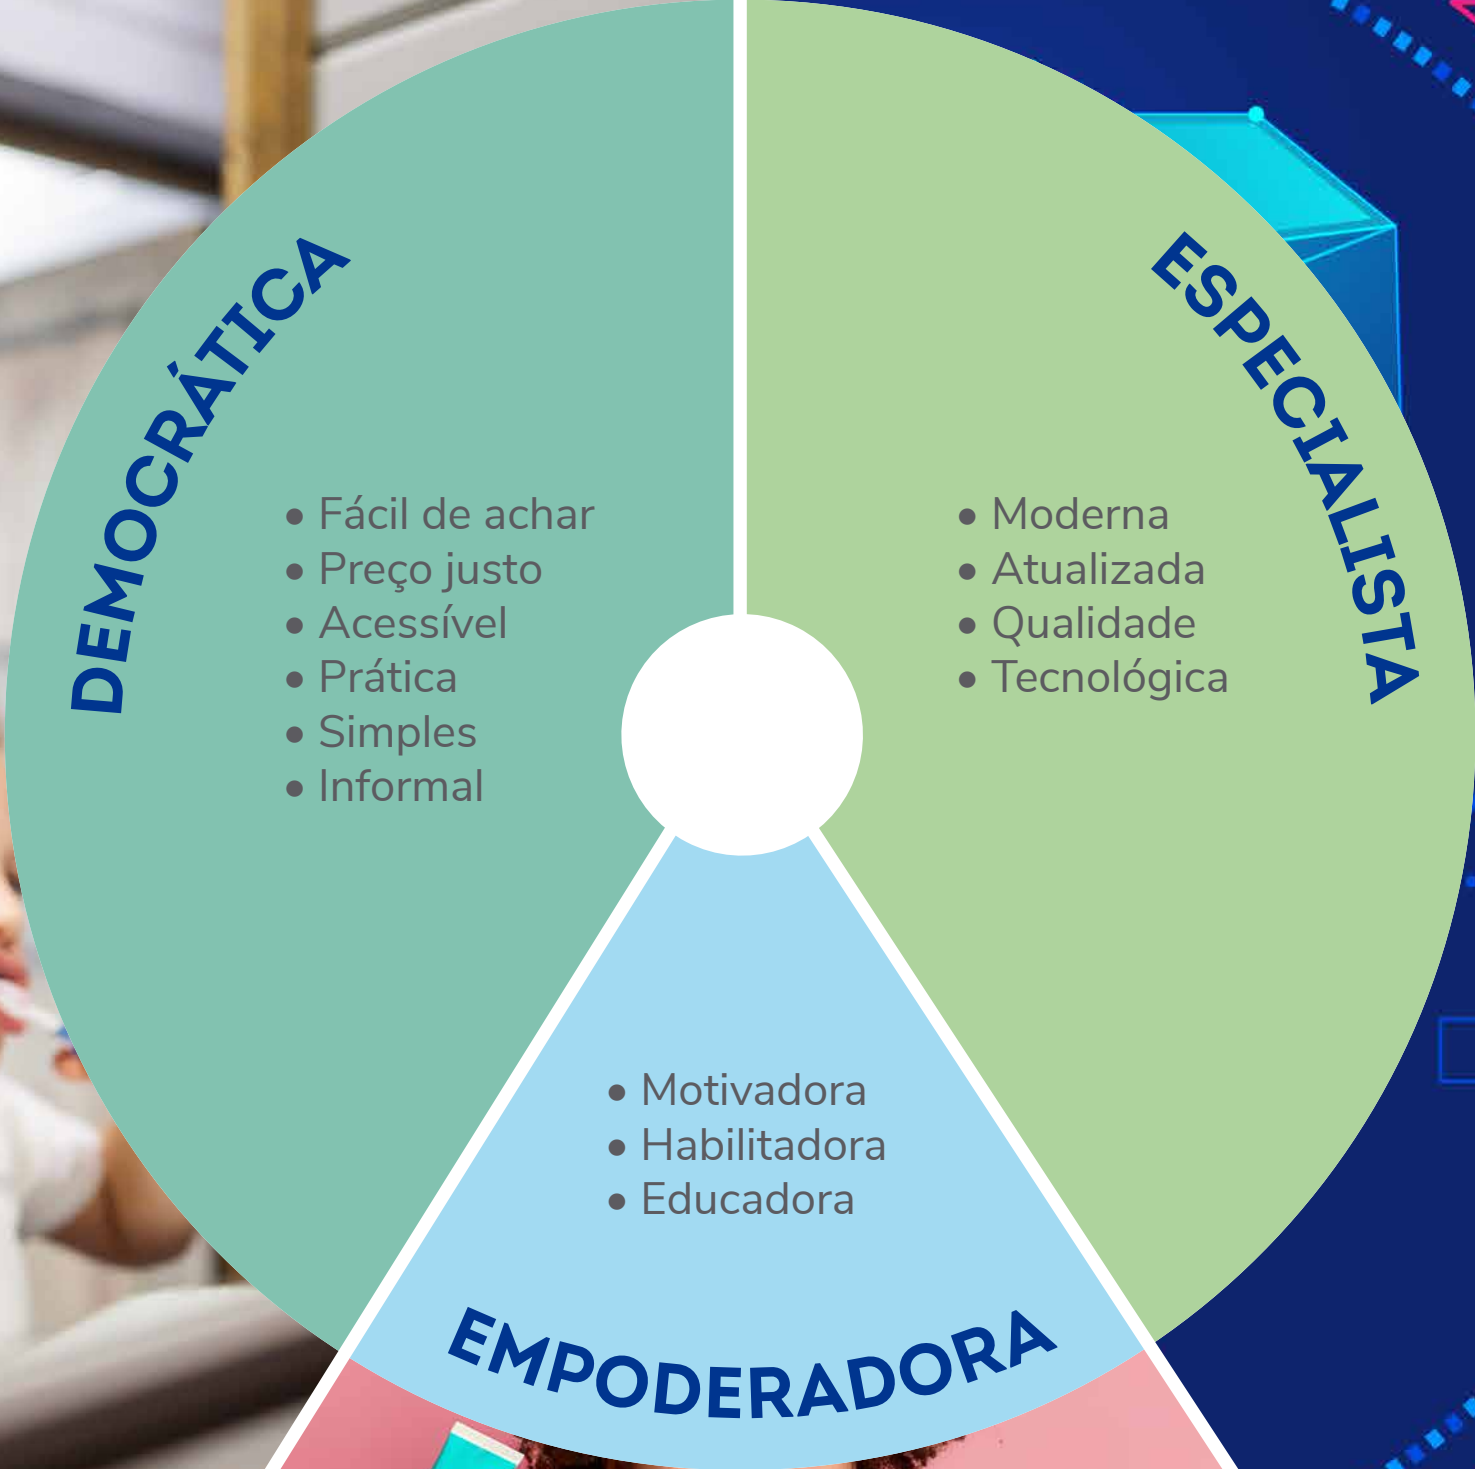 DEMOCRÁTICA
• Fácil de achar
• Preço justo
• Acessível
• Prática
• Simples
• Informal
ESPECIALISTA
• Moderna
• Atualizada
• Qualidade
• Tecnológica
• Motivadora
• Habilitadora
• Educadora
EMPODERADORA